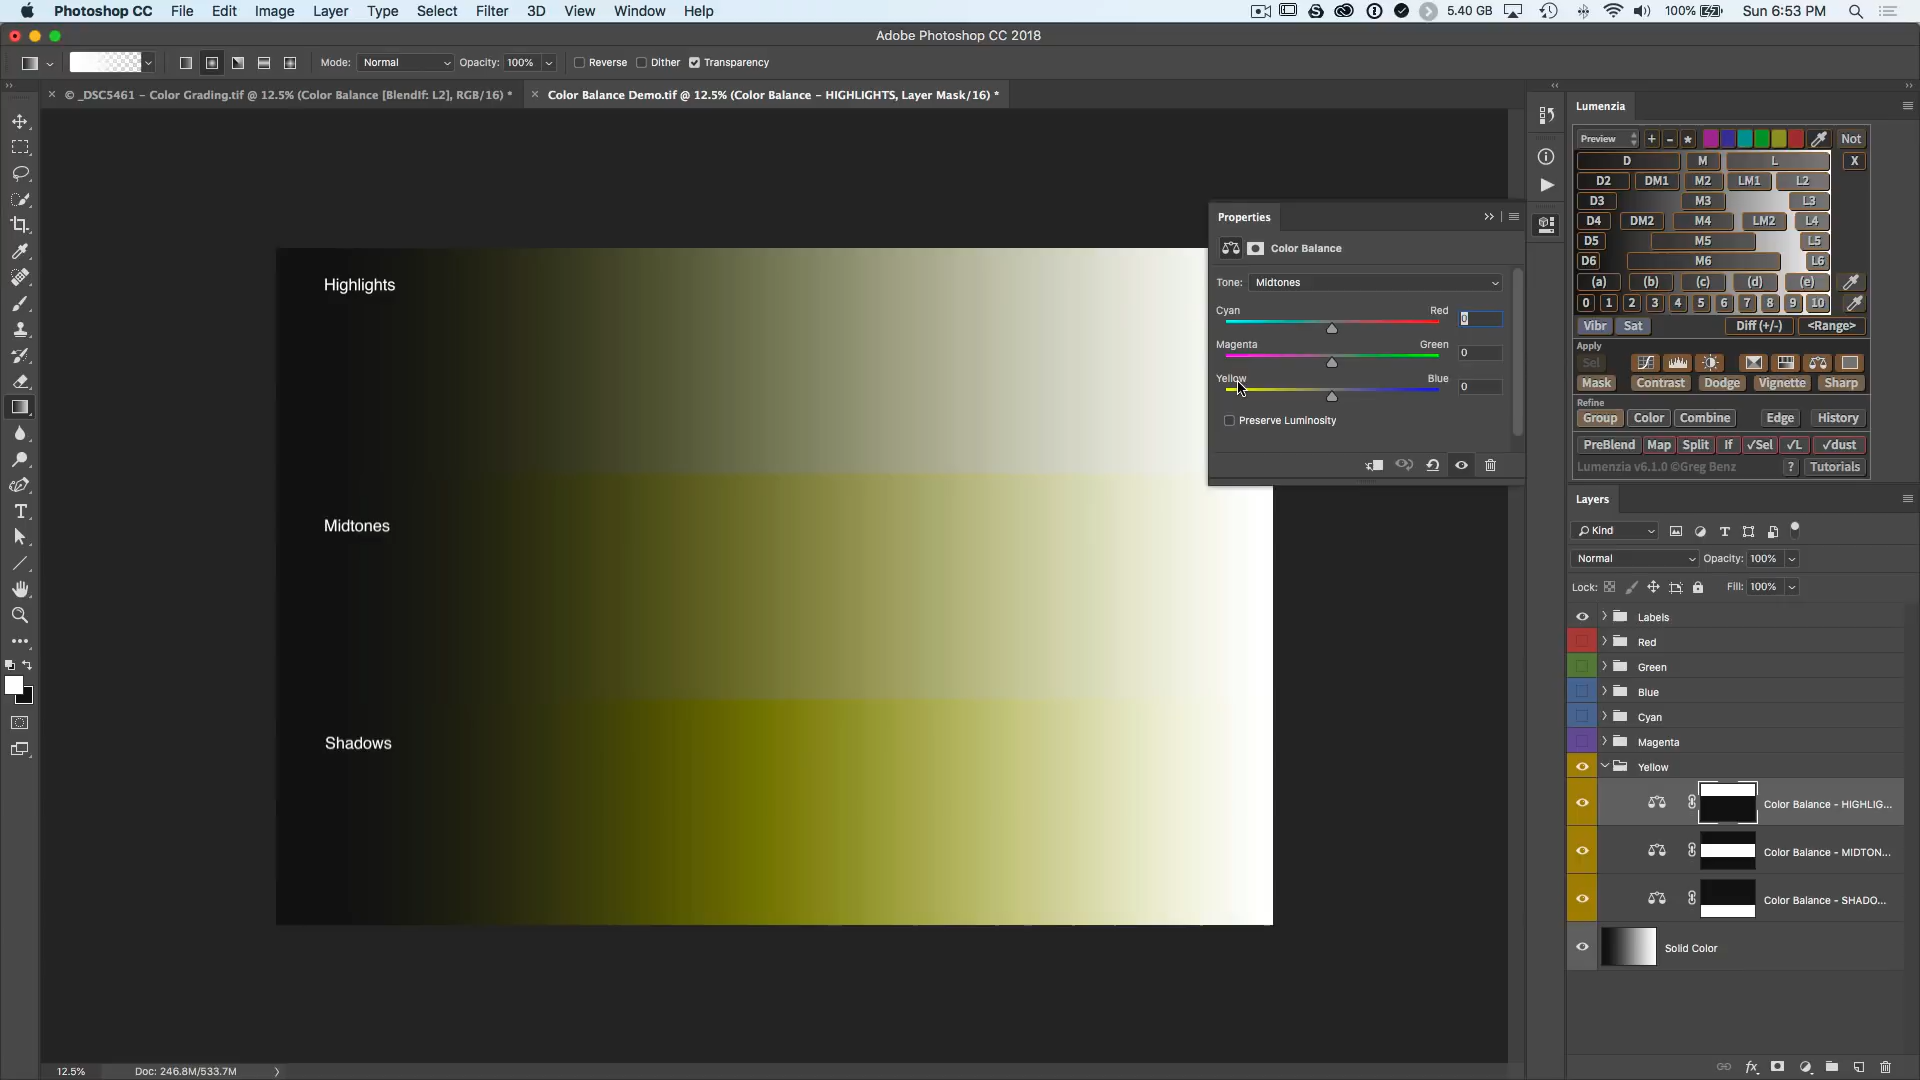 Photoshop CC File Edit Image Layer Type Select Filter 3D View Window Help
5.40 GB 100% Sun 6:53 PM
Adobe Photoshop CC 2018
Mode: Normal Opacity: 100% Reverse Dither Transparency
© _DSC5461 - Color Grading.tif @ 12.5% (Color Balance [BlendIf: L2], RGB/16) *
Color Balance Demo.tif @ 12.5% (Color Balance - HIGHLIGHTS, Layer Mask/16) *
Highlights
Midtones
Shadows
Properties
Color Balance
Tone: Midtones
Cyan Red 0
Magenta Green 0
Yellow Blue 0
Preserve Luminosity
Lumenzia
Preview + - * Not
D M L X
D2 DM1 M2 LM1 L2
D3 M3 L3
D4 DM2 M4 LM2 L4
D5 M5 L5
D6 M6 L6
(a) (b) (c) (d) (e)
0 1 2 3 4 5 6 7 8 9 10
Vibr Sat Diff (+/-) <Range>
Apply
Sel
Mask Contrast Dodge Vignette Sharp
Refine
Group Color Combine Edge History
PreBlend Map Split If √Sel √L √dust
Lumenzia v6.1.0 ©Greg Benz ? Tutorials
Layers
Kind
Normal Opacity: 100%
Lock: Fill: 100%
Labels
Red
Green
Blue
Cyan
Magenta
Yellow
Color Balance - HIGHLIG...
Color Balance - MIDTON...
Color Balance - SHADO...
Solid Color
12.5% Doc: 246.8M/533.7M
fx